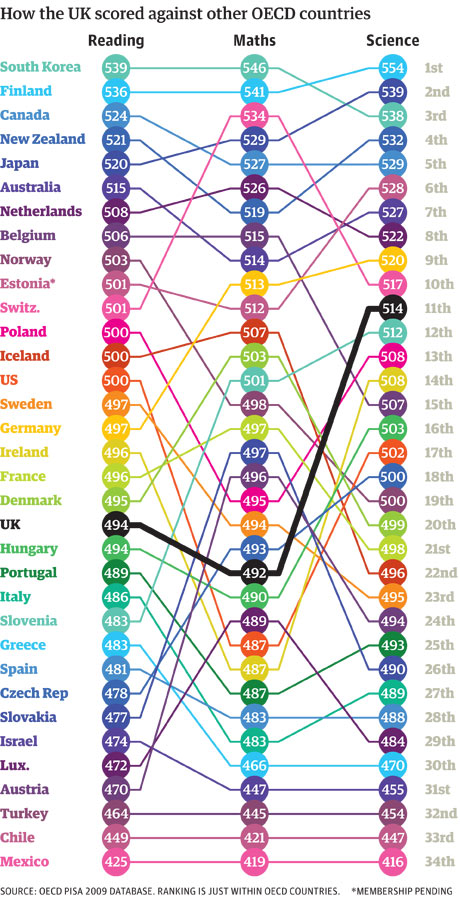 How the UK scored against other OECD countries
Reading Maths Science
South Korea 539 546 554 1st
Finland 536 541 539 2nd
Canada 524 534 538 3rd
New Zealand 521 529 532 4th
Japan 520 527 529 5th
Australia 515 526 528 6th
Netherlands 508 519 527 7th
Belgium 506 515 522 8th
Norway 503 514 520 9th
Estonia* 501 513 517 10th
Switz. 501 512 514 11th
Poland 500 507 512 12th
Iceland 500 503 508 13th
US 500 501 508 14th
Sweden 497 498 507 15th
Germany 497 497 503 16th
Ireland 496 497 502 17th
France 496 496 500 18th
Denmark 495 495 500 19th
UK 494 494 499 20th
Hungary 494 493 498 21st
Portugal 489 492 496 22nd
Italy 486 490 495 23rd
Slovenia 483 489 494 24th
Greece 483 487 493 25th
Spain 481 487 490 26th
Czech Rep 478 487 489 27th
Slovakia 477 483 488 28th
Israel 474 483 484 29th
Lux. 472 466 470 30th
Austria 470 447 455 31st
Turkey 464 445 454 32nd
Chile 449 421 447 33rd
Mexico 425 419 416 34th
SOURCE: OECD PISA 2009 DATABASE. RANKING IS JUST WITHIN OECD COUNTRIES. *MEMBERSHIP PENDING